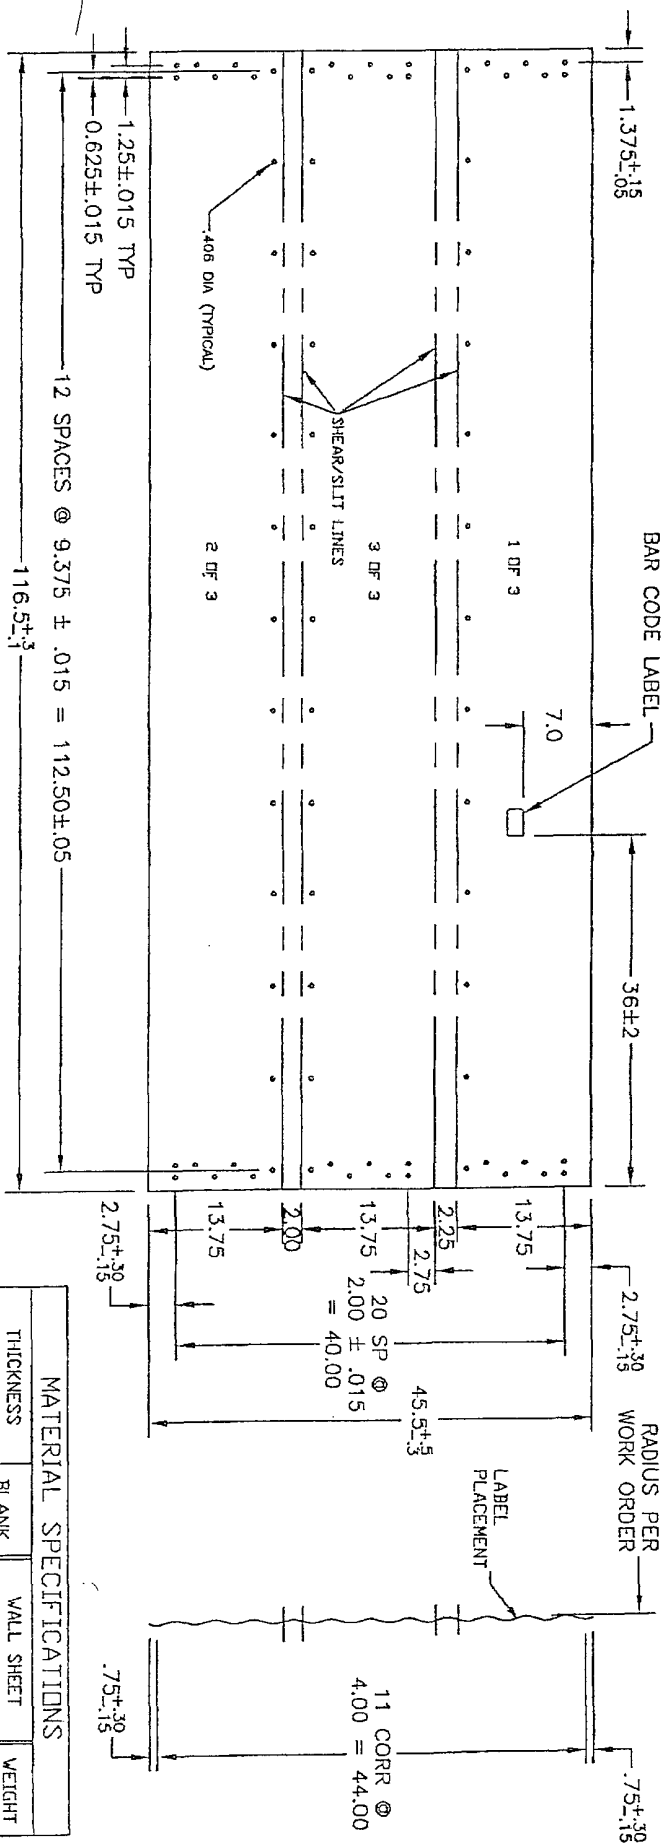 BAR CODE LABEL
1.375+.15
-.05
7.0
36±2
1 OF 3
3 OF 3
2 OF 3
SHEAR/SLIT LINES
.406 DIA (TYPICAL)
1.25±.015 TYP
0.625±.015 TYP
12 SPACES @ 9.375 ± .015 = 112.50±.05
116.5+.3
-.1
13.75
2.25
2.75
13.75
2.00
13.75
2.75+.30
-.15
2.75+.30
-.15
20 SP @
2.00 ± .015
= 40.00
45.5+.5
-.3
RADIUS PER
WORK ORDER
LABEL
PLACEMENT
.75+.30
-.15
11 CORR @
4.00 = 44.00
.75+.30
-.15
MATERIAL SPECIFICATIONS
THICKNESS
BLANK
WALL SHEET
WEIGHT